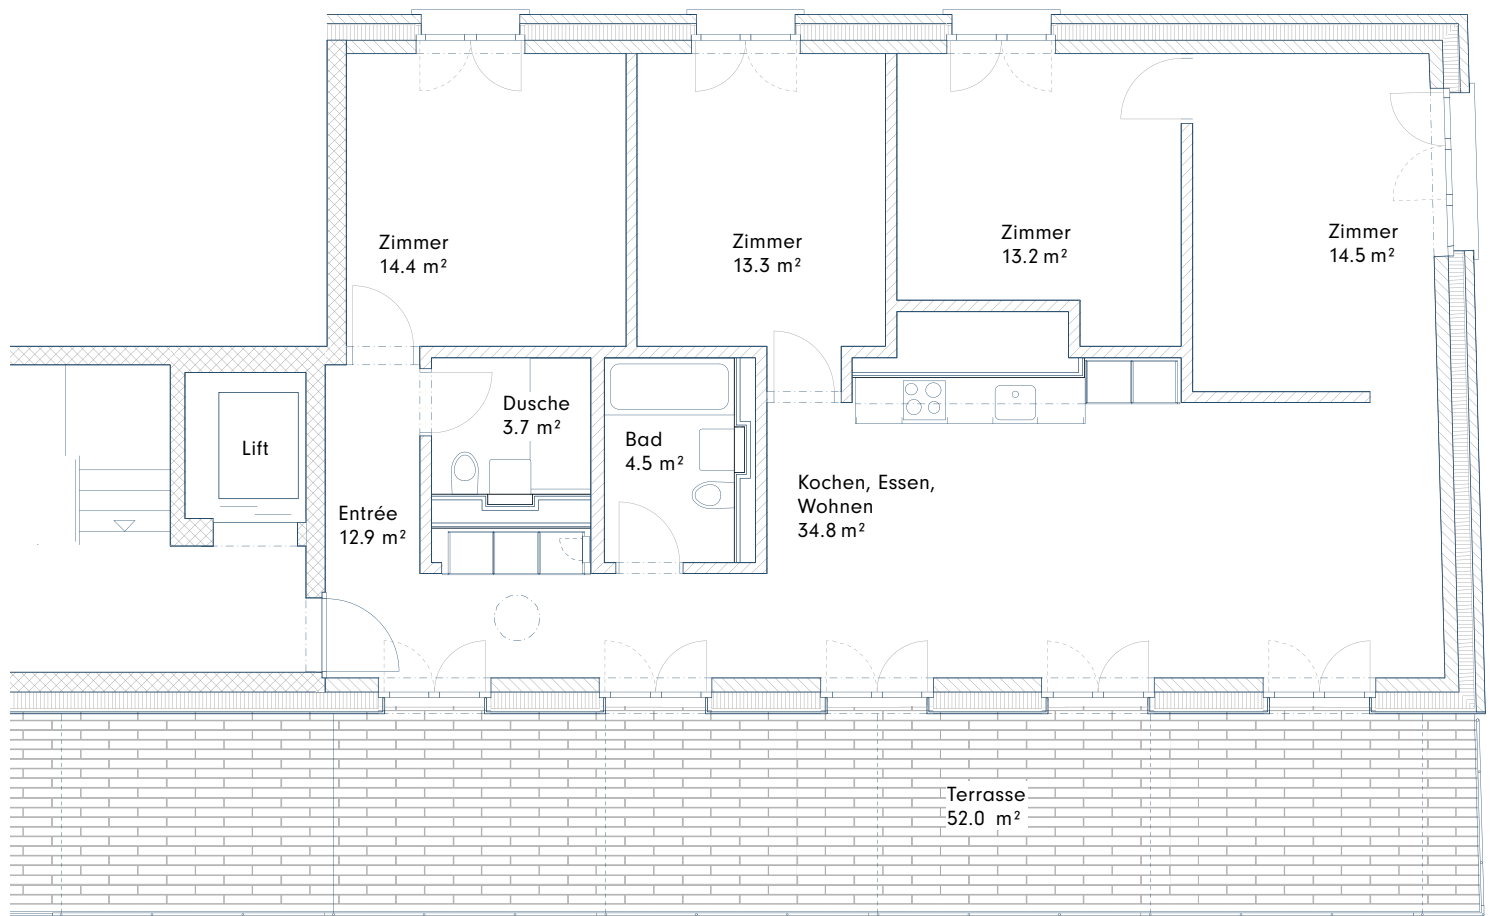 Zimmer
14.4 m²
Zimmer
13.3 m²
Zimmer
13.2 m²
Zimmer
14.5 m²
Dusche
3.7 m²
Bad
4.5 m²
Lift
Entrée
12.9 m²
Kochen, Essen,
Wohnen
34.8 m²
Terrasse
52.0 m²